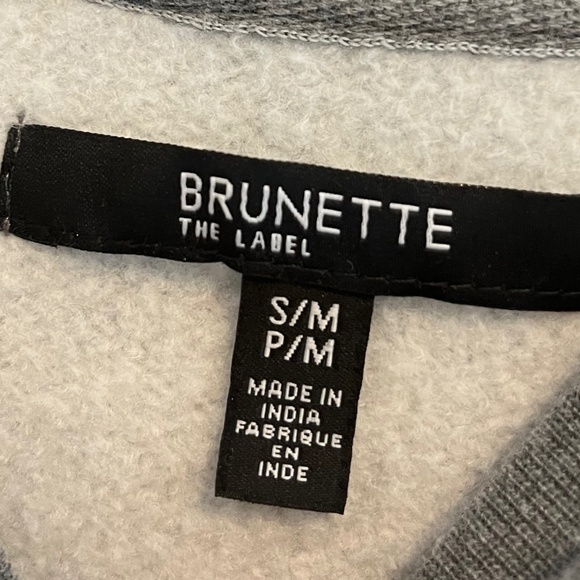 BRUNETTE
THE LABEL
S/M
P/M
MADE IN
INDIA
FABRIQUE
EN
INDE